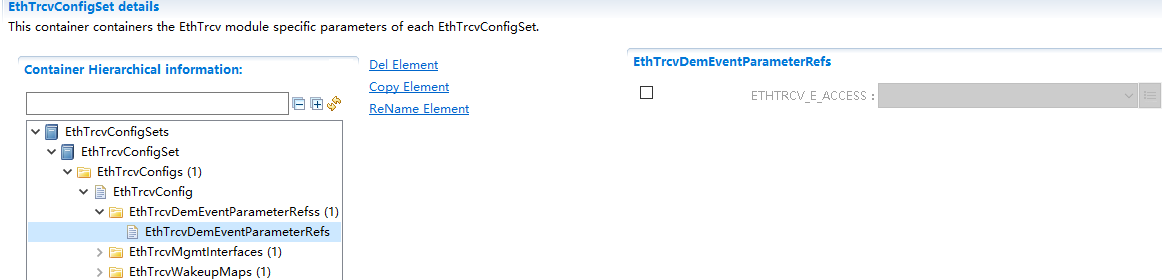 EthTrcvConfigSet details
This container containers the EthTrcv module specific parameters of each EthTrcvConfigSet.
Container Hierarchical information:
Del Element
Copy Element
ReName Element
EthTrcvConfigSets
EthTrcvConfigSet
EthTrcvConfigs (1)
EthTrcvConfig
EthTrcvDemEventParameterRefss (1)
EthTrcvDemEventParameterRefs
EthTrcvMgmtInterfaces (1)
EthTrcvWakeupMaps (1)
EthTrcvDemEventParameterRefs
ETHTRCV_E_ACCESS :